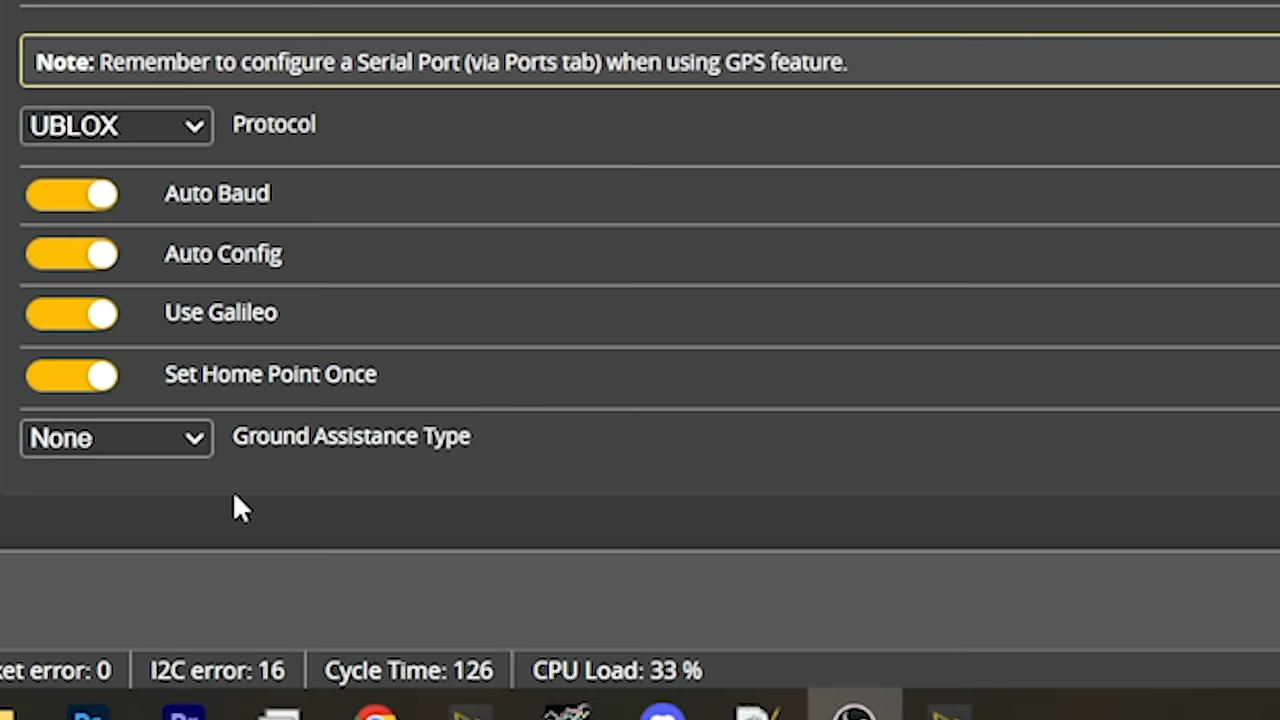 Note: Remember to configure a Serial Port (via Ports tab) when using GPS feature.
UBLOX Protocol
Auto Baud
Auto Config
Use Galileo
Set Home Point Once
None Ground Assistance Type
error: 0 I2C error: 16 Cycle Time: 126 CPU Load: 33 %